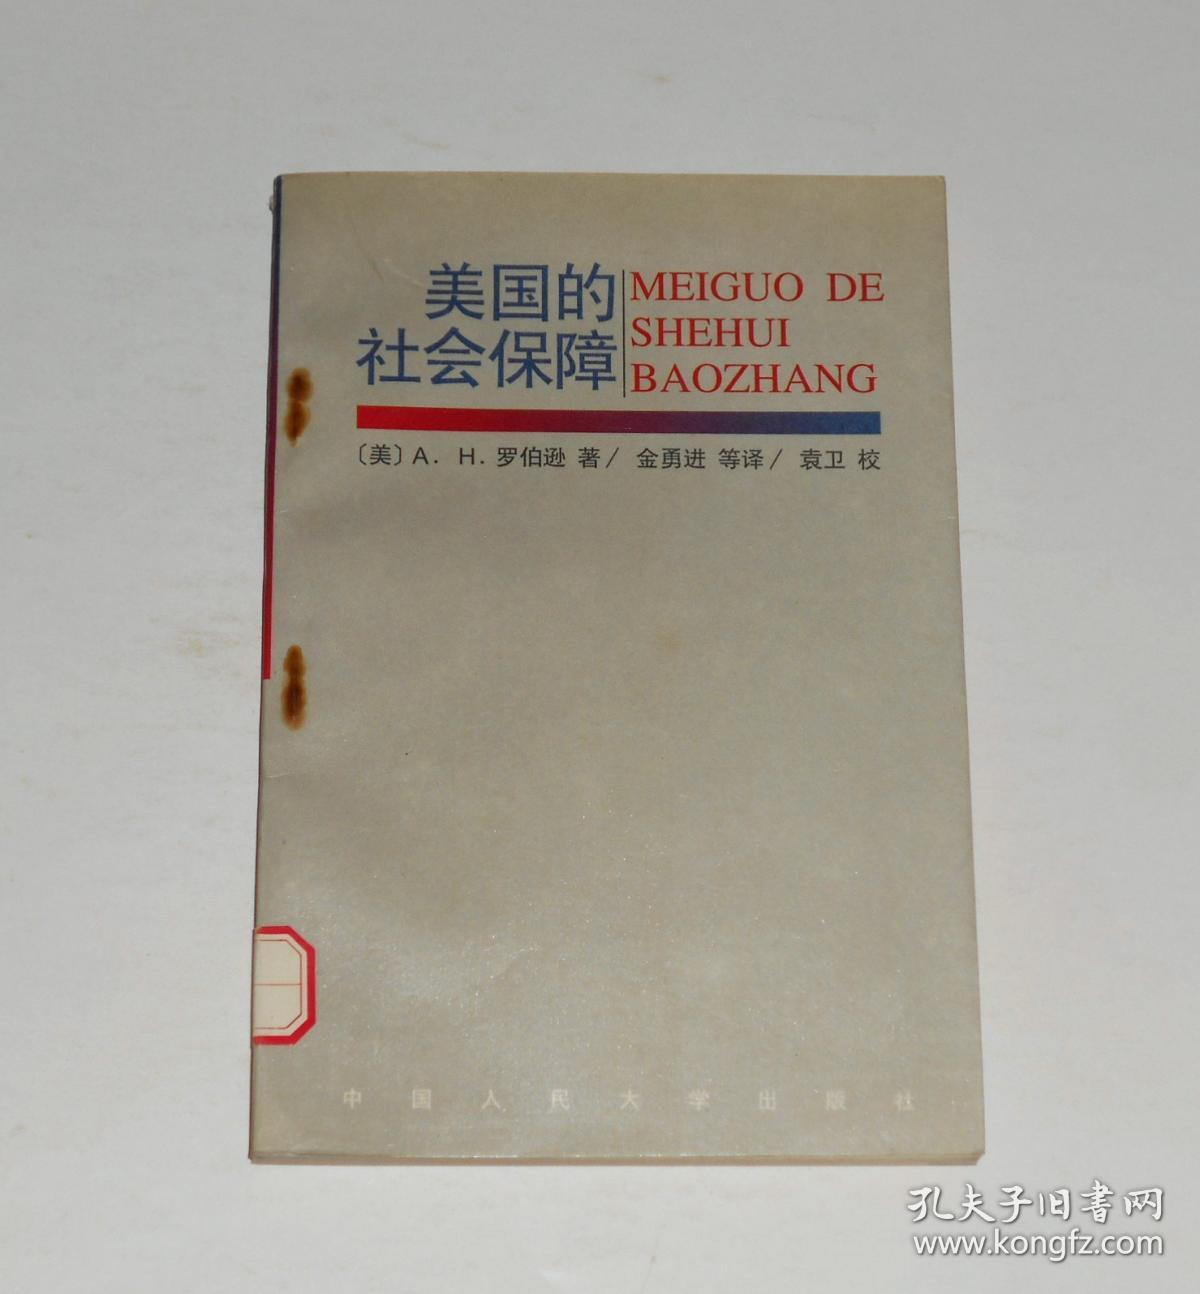 美国的
社会保障
MEIGUO DE
SHEHUI
BAOZHANG
〔美〕A．H．罗伯逊 著/ 金勇进 等译/ 袁卫 校
中国人民大学出版社
孔夫子旧书网
www.kongfz.com